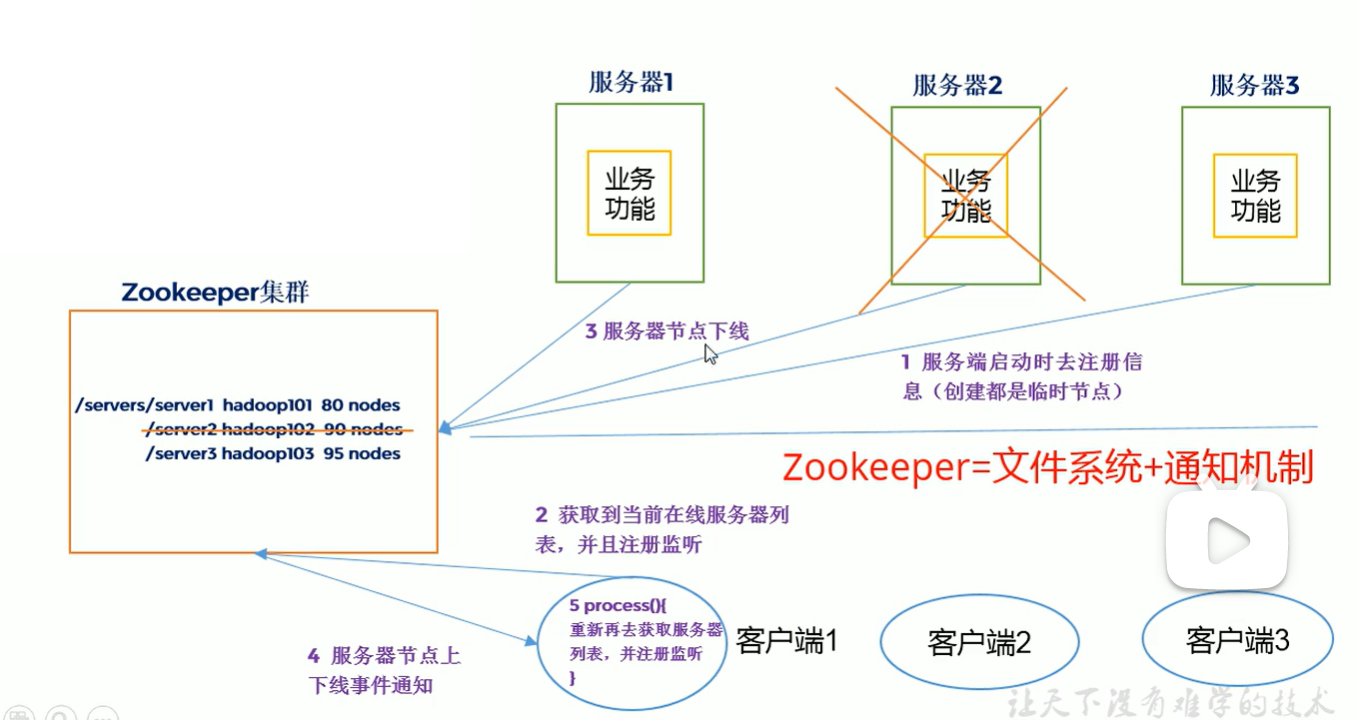 服务器1
服务器2
服务器3
业务
功能
业务
功能
业务
功能
Zookeeper集群
3 服务器节点下线
1 服务端启动时去注册信
息（创建都是临时节点）
/servers/server1 hadoop101 80 nodes
/server2 hadoop102 90 nodes
/server3 hadoop103 95 nodes
Zookeeper=文件系统+通知机制
2 获取到当前在线服务器列
表，并且注册监听
5 process(){
重新再去获取服务器
列表，并注册监听
}
客户端1
客户端2
客户端3
4 服务器节点上
下线事件通知
让天下没有难学的技术